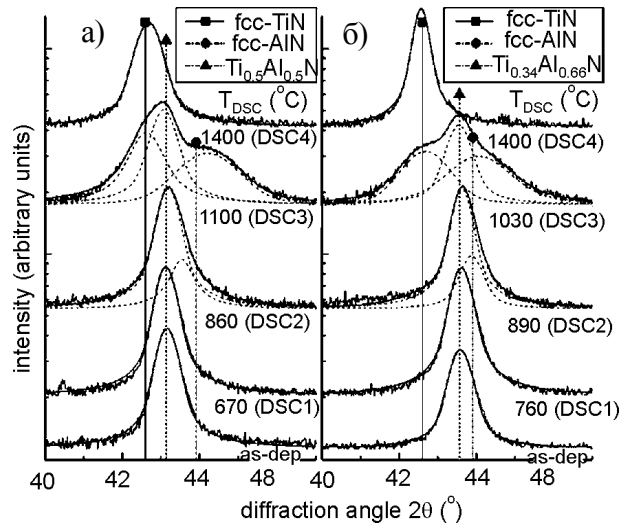 а)
fcc-TiN
fcc-AlN
Ti0.5Al0.5N
TDSC (°C)
1400 (DSC4)
1100 (DSC3)
860 (DSC2)
670 (DSC1)
as-dep
40 42 44 46 48
б)
fcc-TiN
fcc-AlN
Ti0.34Al0.66N
TDSC (°C)
1400 (DSC4)
1030 (DSC3)
890 (DSC2)
760 (DSC1)
as-dep
40 42 44 46 48
intensity (arbitrary units)
diffraction angle 2θ (°)